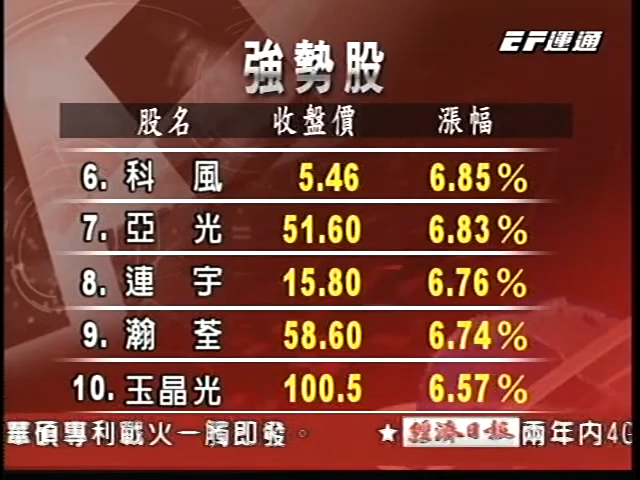 EF運通
強勢股
股名 收盤價 漲幅
6. 科風 5.46 6.85%
7. 亞光 51.60 6.83%
8. 連宇 15.80 6.76%
9. 瀚荃 58.60 6.74%
10. 玉晶光 100.5 6.57%
華碩專利戰火一觸即發。 ★經濟日報 兩年內4G